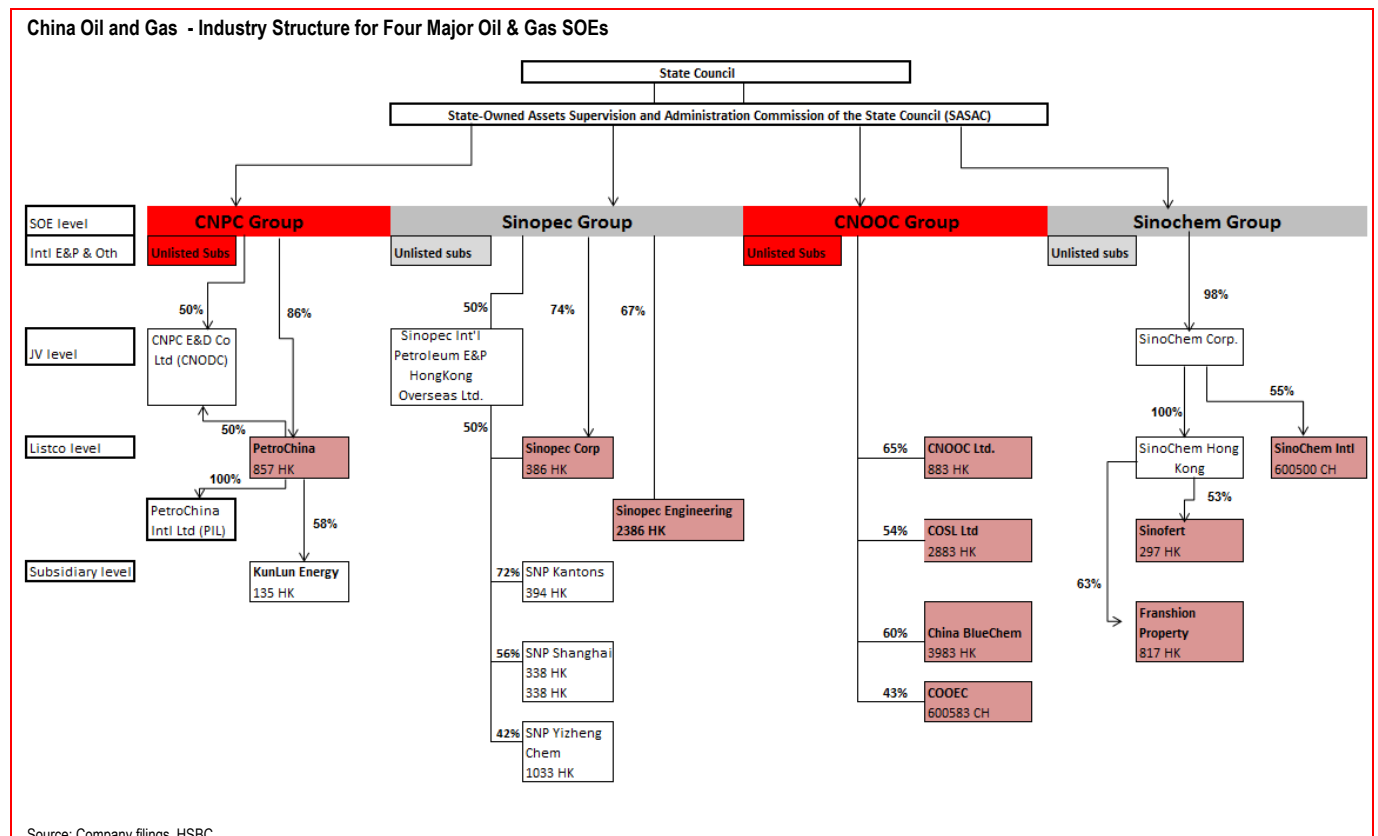 China Oil and Gas - Industry Structure for Four Major Oil & Gas SOEs
State Council
State-Owned Assets Supervision and Administration Commission of the State Council (SASAC)
SOE level
CNPC Group
Sinopec Group
CNOOC Group
Sinochem Group
Intl E&P & Oth
Unlisted Subs
Unlisted subs
Unlisted Subs
Unlisted subs
50%
86%
50%
74%
67%
98%
JV level
CNPC E&D Co
Ltd (CNODC)
Sinopec Int'l
Petroleum E&P
HongKong
Overseas Ltd.
SinoChem Corp.
50%
50%
100%
55%
Listco level
PetroChina
857 HK
Sinopec Corp
386 HK
65%
CNOOC Ltd.
883 HK
SinoChem Hong
Kong
SinoChem Intl
600500 CH
100%
58%
53%
PetroChina
Intl Ltd (PIL)
Sinopec Engineering
2386 HK
54%
COSL Ltd
2883 HK
Sinofert
297 HK
Subsidiary level
KunLun Energy
135 HK
72%
SNP Kantons
394 HK
63%
60%
China BlueChem
3983 HK
Franshion
Property
817 HK
56%
SNP Shanghai
338 HK
338 HK
43%
COOEC
600583 CH
42%
SNP Yizheng
Chem
1033 HK
Source: Company filings, HSBC